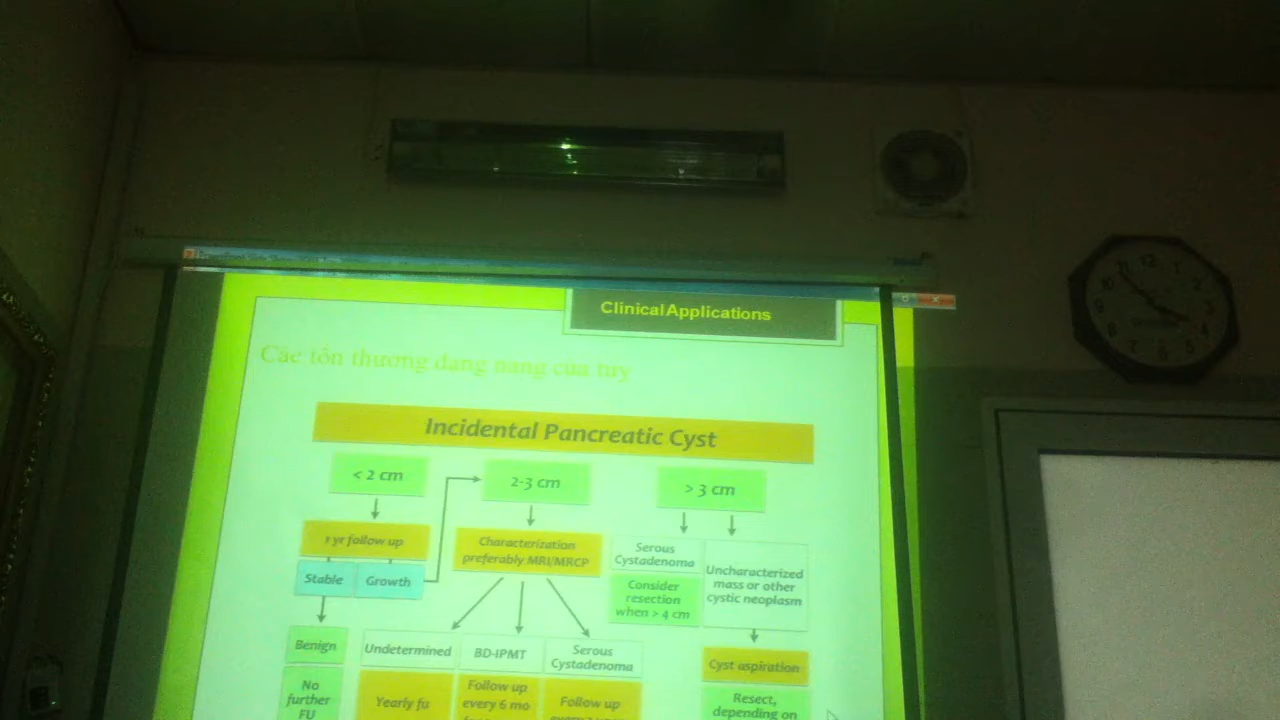 Clinical Applications
Các tổn thương dạng nang của tụy
Incidental Pancreatic Cyst
< 2 cm
2-3 cm
> 3 cm
1 yr follow up
Characterization
preferably MRI/MRCP
Serous
Cystadenoma
Uncharacterized
mass or other
cystic neoplasm
Stable
Growth
Consider
resection
when > 4 cm
Benign
Undetermined
BD-IPMT
Serous
Cystadenoma
Cyst aspiration
No
further
FU
Yearly fu
Follow up
every 6 mo
Follow up
Resect,
depending on